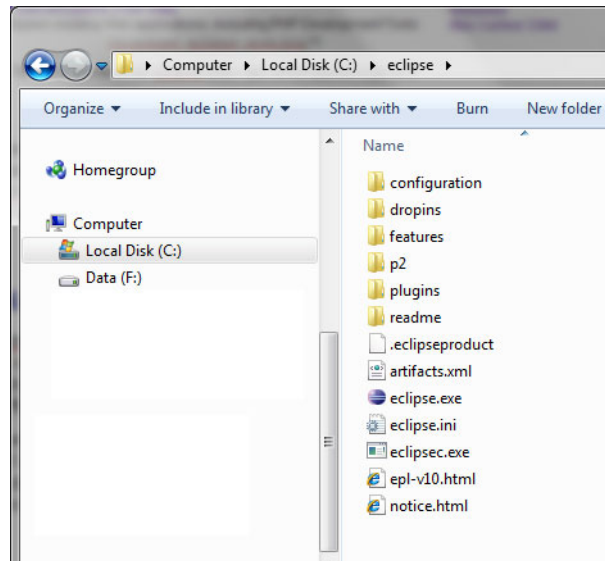 Computer Local Disk (C:) eclipse
Organize Include in library Share with Burn New folder
Name
Homegroup
Computer
Local Disk (C:)
Data (F:)
configuration
dropins
features
p2
plugins
readme
.eclipseproduct
artifacts.xml
eclipse.exe
eclipse.ini
eclipsec.exe
epl-v10.html
notice.html